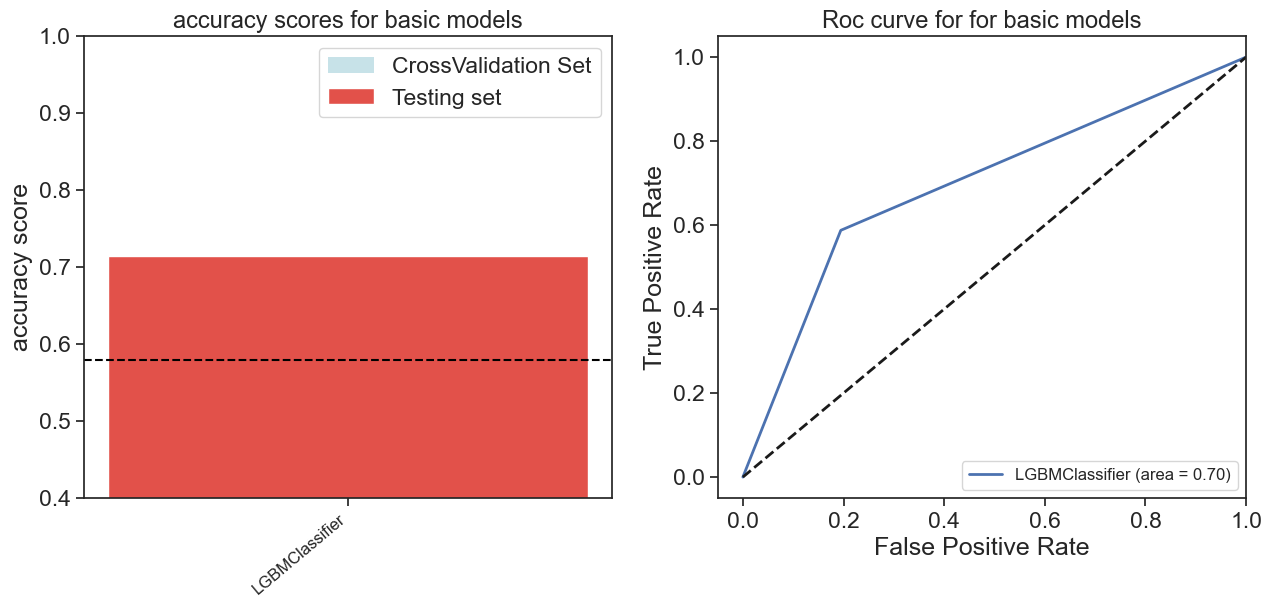 accuracy scores for basic models
1.0
0.9
0.8
0.7
0.6
0.5
0.4
accuracy score
CrossValidation Set
Testing set
LGBMClassifier
Roc curve for for basic models
1.0
0.8
0.6
0.4
0.2
0.0
True Positive Rate
LGBMClassifier (area = 0.70)
0.0 0.2 0.4 0.6 0.8 1.0
False Positive Rate